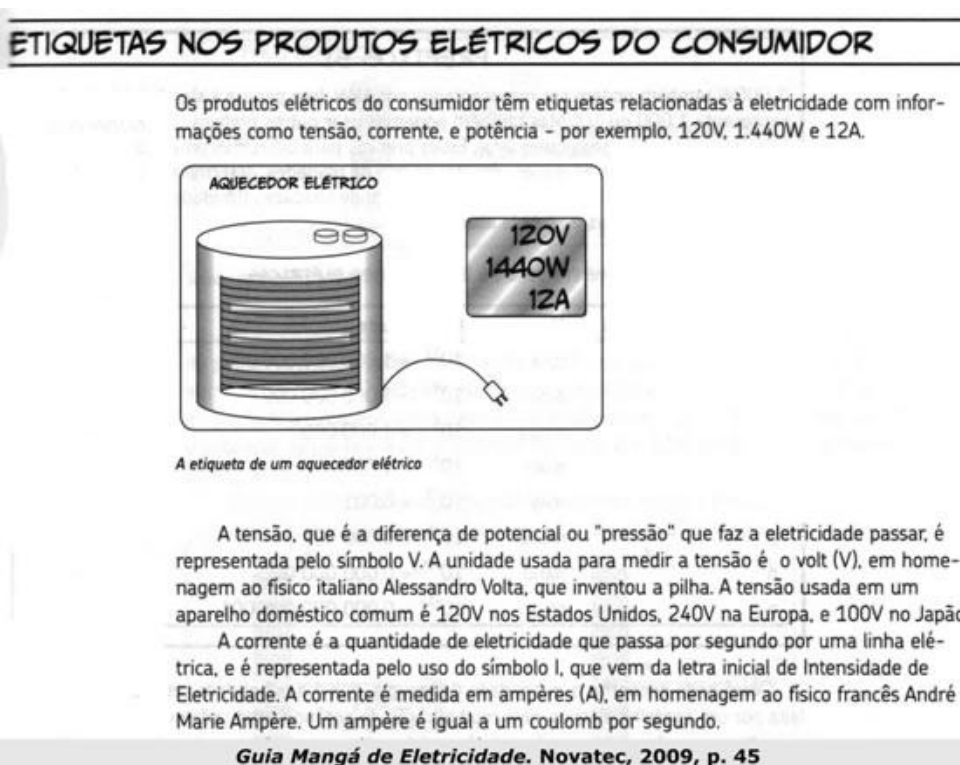 ETIQUETAS NOS PRODUTOS ELÉTRICOS DO CONSUMIDOR
Os produtos elétricos do consumidor têm etiquetas relacionadas à eletricidade com infor-
mações como tensão, corrente, e potência – por exemplo, 120V, 1.440W e 12A.
AQUECEDOR ELÉTRICO
120V
1440W
12A
A etiqueta de um aquecedor elétrico
A tensão, que é a diferença de potencial ou "pressão" que faz a eletricidade passar, é
representada pelo símbolo V. A unidade usada para medir a tensão é o volt (V), em home-
nagem ao físico italiano Alessandro Volta, que inventou a pilha. A tensão usada em um
aparelho doméstico comum é 120V nos Estados Unidos, 240V na Europa, e 100V no Japão
A corrente é a quantidade de eletricidade que passa por segundo por uma linha elé-
trica, e é representada pelo uso do símbolo I, que vem da letra inicial de Intensidade de
Eletricidade. A corrente é medida em ampères (A), em homenagem ao físico francês André
Marie Ampère. Um ampère é igual a um coulomb por segundo.
Guia Mangá de Eletricidade. Novatec, 2009, p. 45